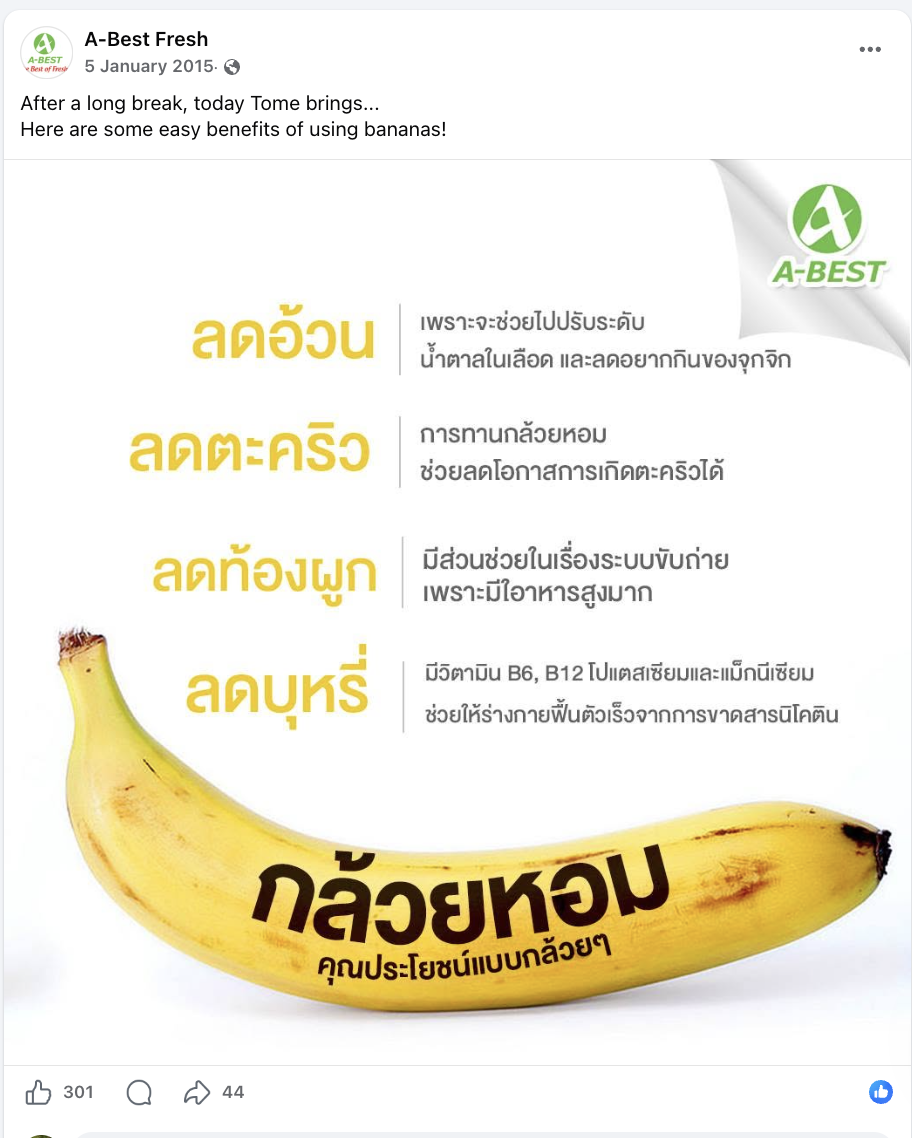 A-Best Fresh
5 January 2015·
A-BEST
After a long break, today Tome brings...
Here are some easy benefits of using bananas!
A-BEST
ลดอ้วน
เพราะจะช่วยไปปรับระดับ
น้ำตาลในเลือด และลดอยากกินของจุกจิก
ลดตะคริว
การทานกล้วยหอม
ช่วยลดโอกาสการเกิดตะคริวได้
ลดท้องผูก
มีส่วนช่วยในเรื่องระบบขับถ่าย
เพราะมีใอาหารสูงมาก
ลดบุหรี่
มีวิตามิน B6, B12 โปแตสเซียมและแม็กนีเซียม
ช่วยให้ร่างกายฟื้นตัวเร็วจากการขาดสารนิโคติน
กล้วยหอม
คุณประโยชน์แบบกล้วยๆ
301
44